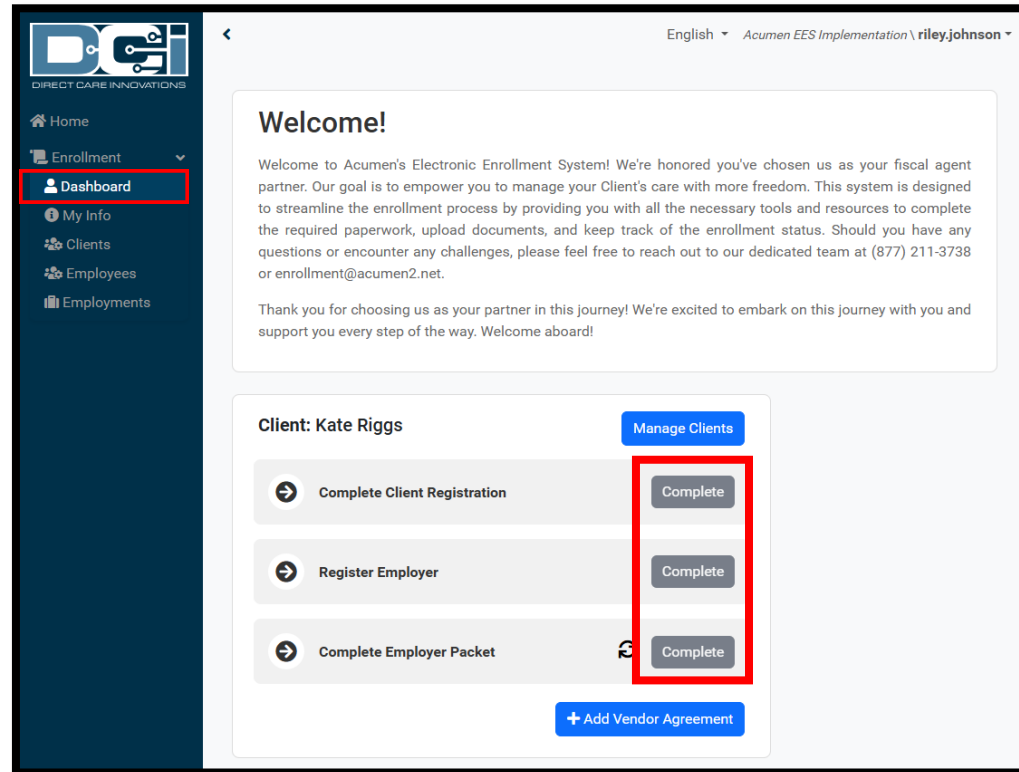 DCI
DIRECT CARE INNOVATIONS
English
Acumen EES Implementation \ riley.johnson
Home
Enrollment
Dashboard
My Info
Clients
Employees
Employments
Welcome!
Welcome to Acumen's Electronic Enrollment System! We're honored you've chosen us as your fiscal agent
partner. Our goal is to empower you to manage your Client's care with more freedom. This system is designed
to streamline the enrollment process by providing you with all the necessary tools and resources to complete
the required paperwork, upload documents, and keep track of the enrollment status. Should you have any
questions or encounter any challenges, please feel free to reach out to our dedicated team at (877) 211-3738
or enrollment@acumen2.net.
Thank you for choosing us as your partner in this journey! We're excited to embark on this journey with you and
support you every step of the way. Welcome aboard!
Client: Kate Riggs
Manage Clients
Complete Client Registration
Complete
Register Employer
Complete
Complete Employer Packet
Complete
+ Add Vendor Agreement